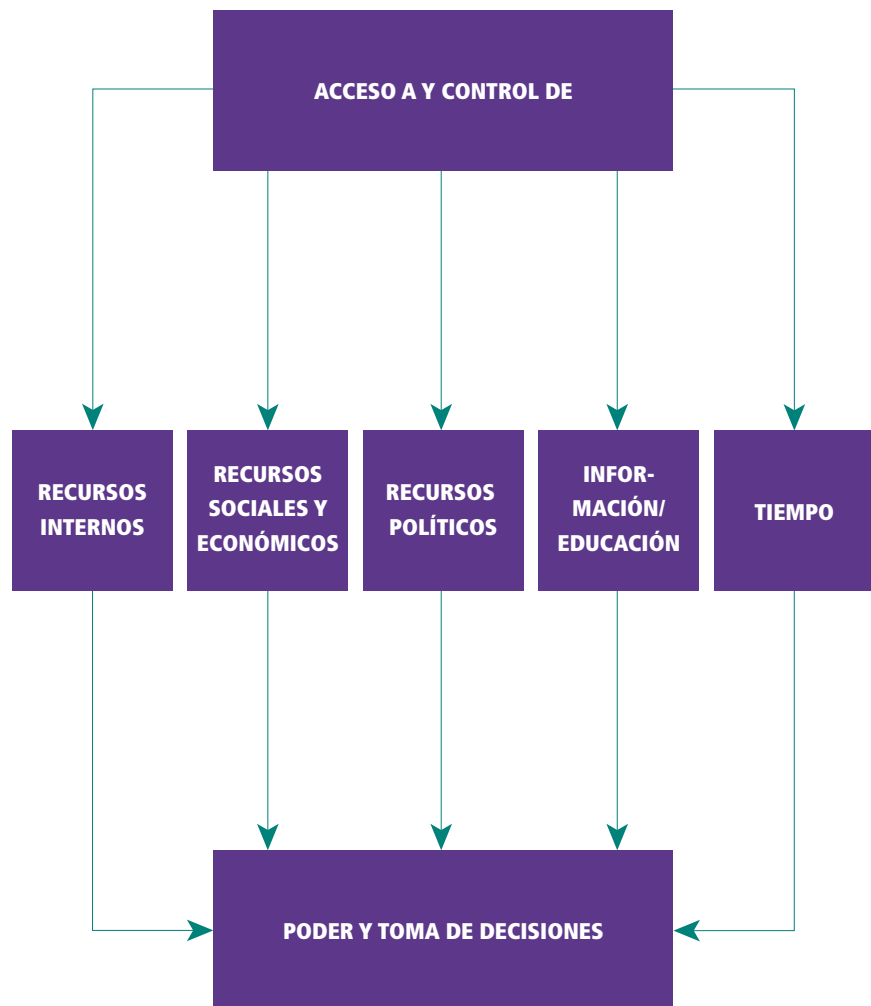 ACCESO A Y CONTROL DE
RECURSOS
INTERNOS
RECURSOS
SOCIALES Y
ECONÓMICOS
RECURSOS
POLÍTICOS
INFOR-
MACIÓN/
EDUCACIÓN
TIEMPO
PODER Y TOMA DE DECISIONES